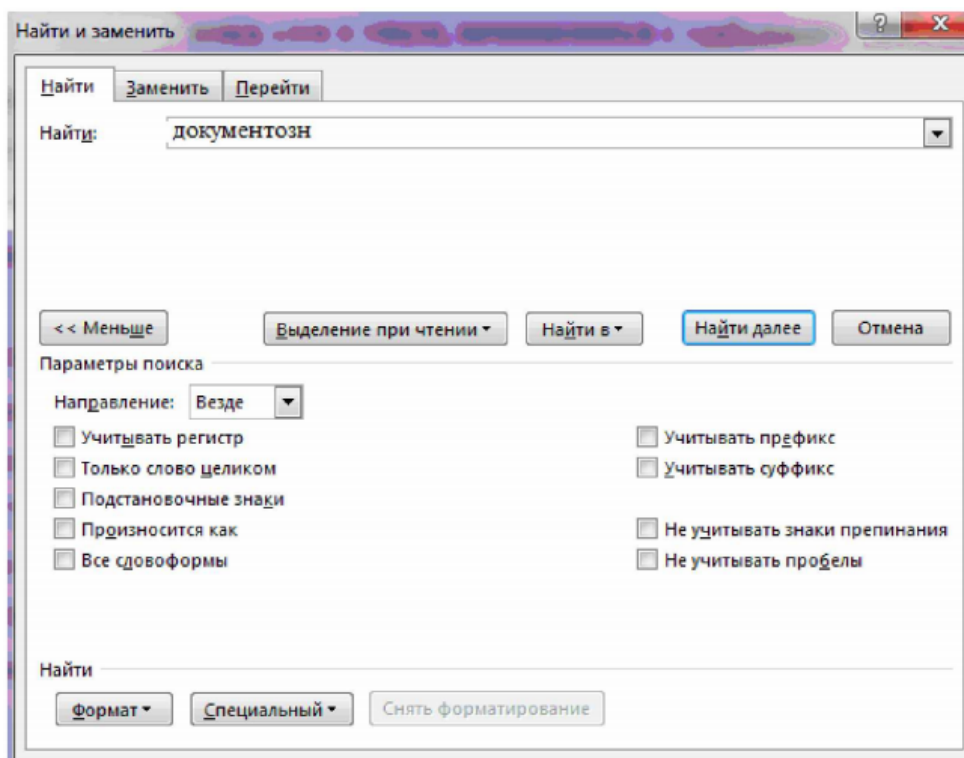 Найти и заменить
Найти Заменить Перейти
Найти: документозн
<< Меньше Выделение при чтении Найти в Найти далее Отмена
Параметры поиска
Направление: Везде
Учитывать регистр Учитывать префикс
Только слово целиком Учитывать суффикс
Подстановочные знаки
Произносится как Не учитывать знаки препинания
Все словоформы Не учитывать пробелы
Найти
Формат Специальный Снять форматирование